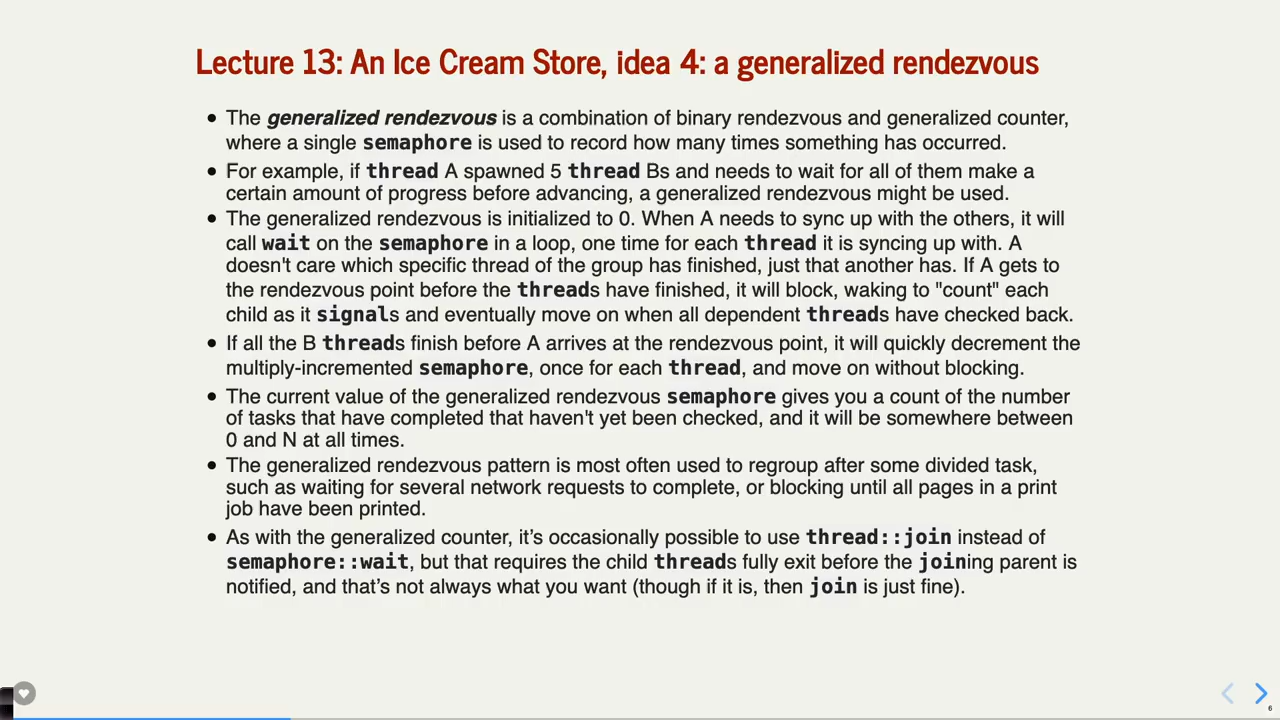 Lecture 13: An Ice Cream Store, idea 4: a generalized rendezvous
The generalized rendezvous is a combination of binary rendezvous and generalized counter,
where a single semaphore is used to record how many times something has occurred.
For example, if thread A spawned 5 thread Bs and needs to wait for all of them make a
certain amount of progress before advancing, a generalized rendezvous might be used.
The generalized rendezvous is initialized to 0. When A needs to sync up with the others, it will
call wait on the semaphore in a loop, one time for each thread it is syncing up with. A
doesn't care which specific thread of the group has finished, just that another has. If A gets to
the rendezvous point before the threads have finished, it will block, waking to "count" each
child as it signals and eventually move on when all dependent threads have checked back.
If all the B threads finish before A arrives at the rendezvous point, it will quickly decrement the
multiply-incremented semaphore, once for each thread, and move on without blocking.
The current value of the generalized rendezvous semaphore gives you a count of the number
of tasks that have completed that haven't yet been checked, and it will be somewhere between
0 and N at all times.
The generalized rendezvous pattern is most often used to regroup after some divided task,
such as waiting for several network requests to complete, or blocking until all pages in a print
job have been printed.
As with the generalized counter, it’s occasionally possible to use thread::join instead of
semaphore::wait, but that requires the child threads fully exit before the joining parent is
notified, and that’s not always what you want (though if it is, then join is just fine).
6